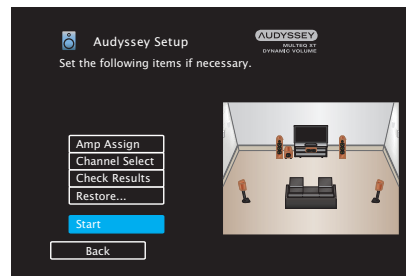 Audyssey Setup
AUDYSSEY
MULTEQ XT
DYNAMIC VOLUME
Set the following items if necessary.
Amp Assign
Channel Select
Check Results
Restore...
Start
Back